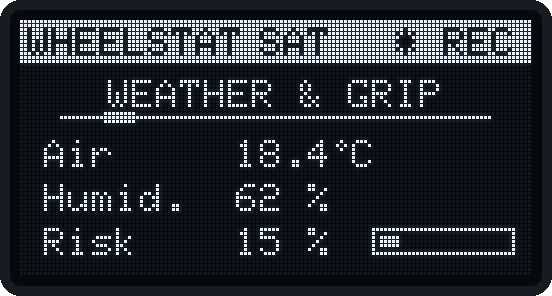 WHEELSTAT SAT * REC
WEATHER & GRIP
Air 18.4°C
Humid. 62 %
Risk 15 %